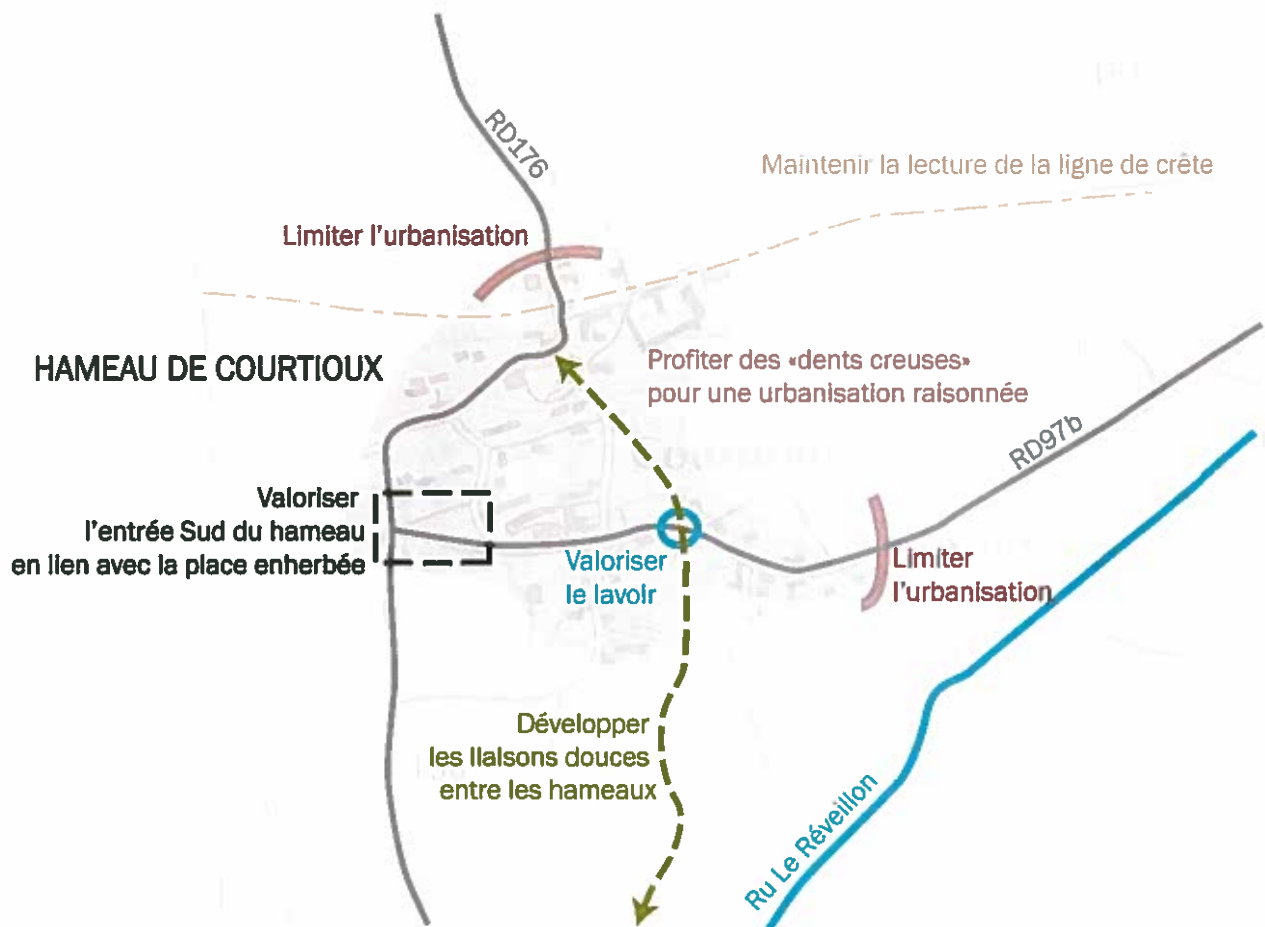 RD176
Maintenir la lecture de la ligne de crête
Limiter l'urbanisation
HAMEAU DE COURTIOUX
Profiter des «dents creuses»
pour une urbanisation raisonnée
RD97b
Valoriser
l'entrée Sud du hameau
en lien avec la place enherbée
Valoriser
le lavoir
Limiter
l'urbanisation
Développer
les liaisons douces
entre les hameaux
Ru Le Réveillon